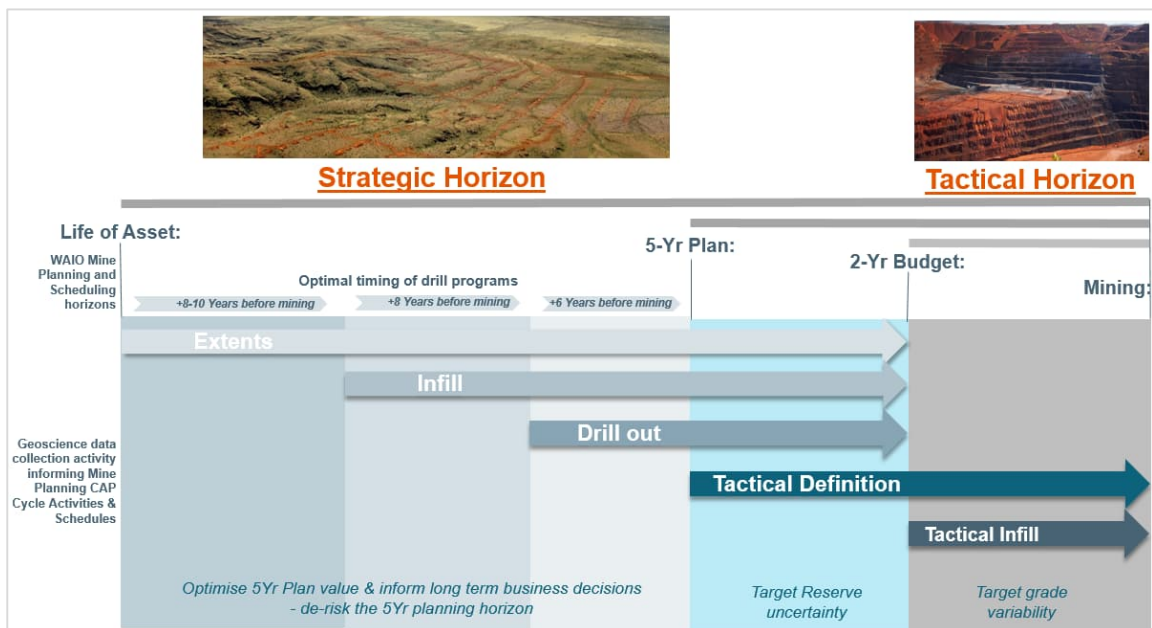 Strategic Horizon
Tactical Horizon
Life of Asset:
5-Yr Plan:
2-Yr Budget:
Mining:
WAIO Mine
Planning and
Scheduling
horizons
Optimal timing of drill programs
+8-10 Years before mining
+8 Years before mining
+6 Years before mining
Extents
Infill
Drill out
Tactical Definition
Tactical Infill
Geoscience data
collection activity
informing Mine
Planning CAP
Cycle Activities &
Schedules
Optimise 5Yr Plan value & inform long term business decisions
- de-risk the 5Yr planning horizon
Target Reserve
uncertainty
Target grade
variability